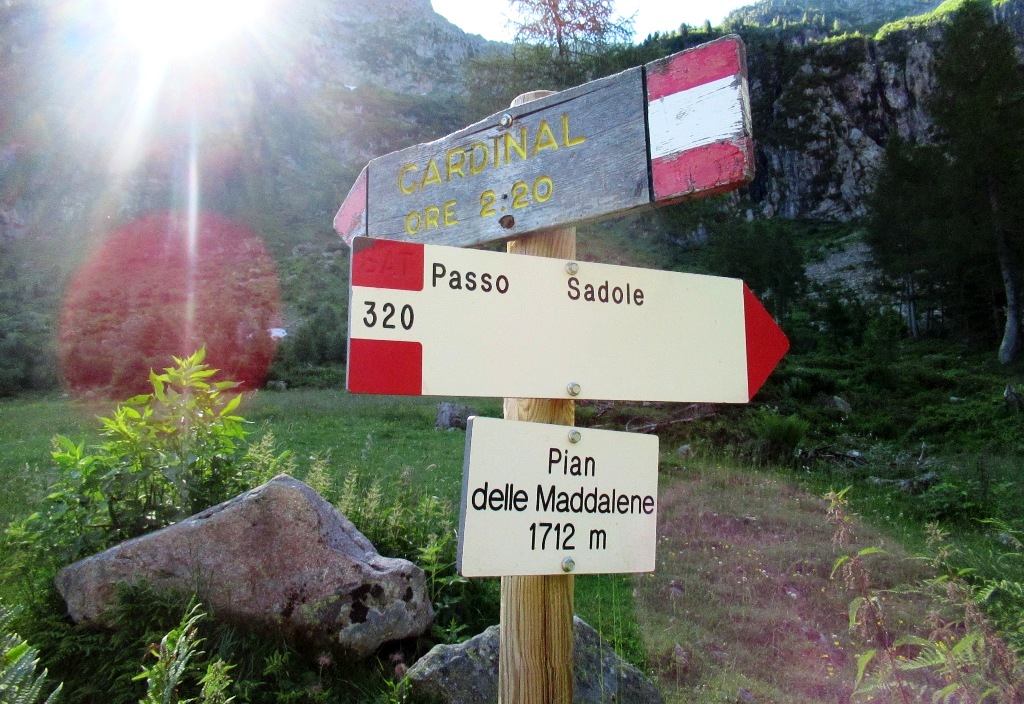 CARDINAL
ORE 2:20
SAT
Passo Sadole
320
Pian
delle Maddalene
1712 m